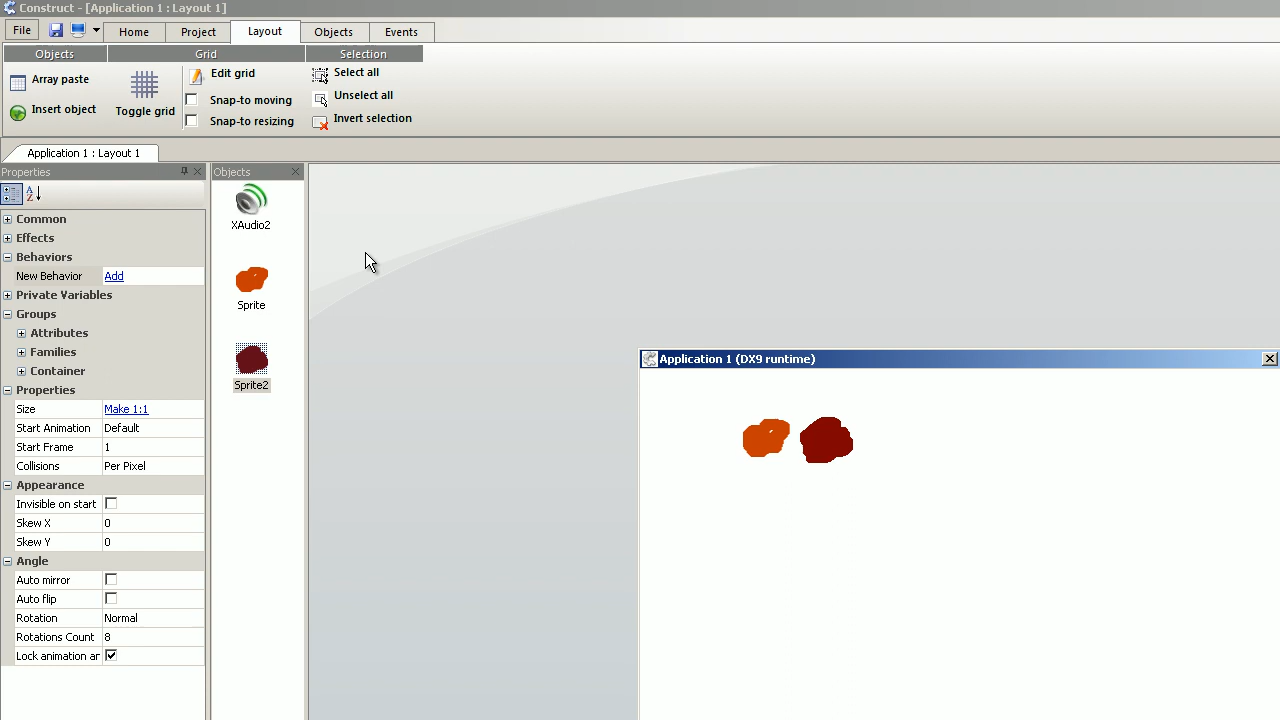 Construct - [Application 1 : Layout 1]
File
Home
Project
Layout
Objects
Events
Objects
Grid
Selection
Array paste
Insert object
Toggle grid
Edit grid
Snap-to moving
Snap-to resizing
Select all
Unselect all
Invert selection
Application 1 : Layout 1
Properties
Common
Effects
Behaviors
New Behavior Add
Private Variables
Groups
Attributes
Families
Container
Properties
Size Make 1:1
Start Animation Default
Start Frame 1
Collisions Per Pixel
Appearance
Invisible on start
Skew X 0
Skew Y 0
Angle
Auto mirror
Auto flip
Rotation Normal
Rotations Count 8
Lock animation ar
Objects
XAudio2
Sprite
Sprite2
Application 1 (DX9 runtime)